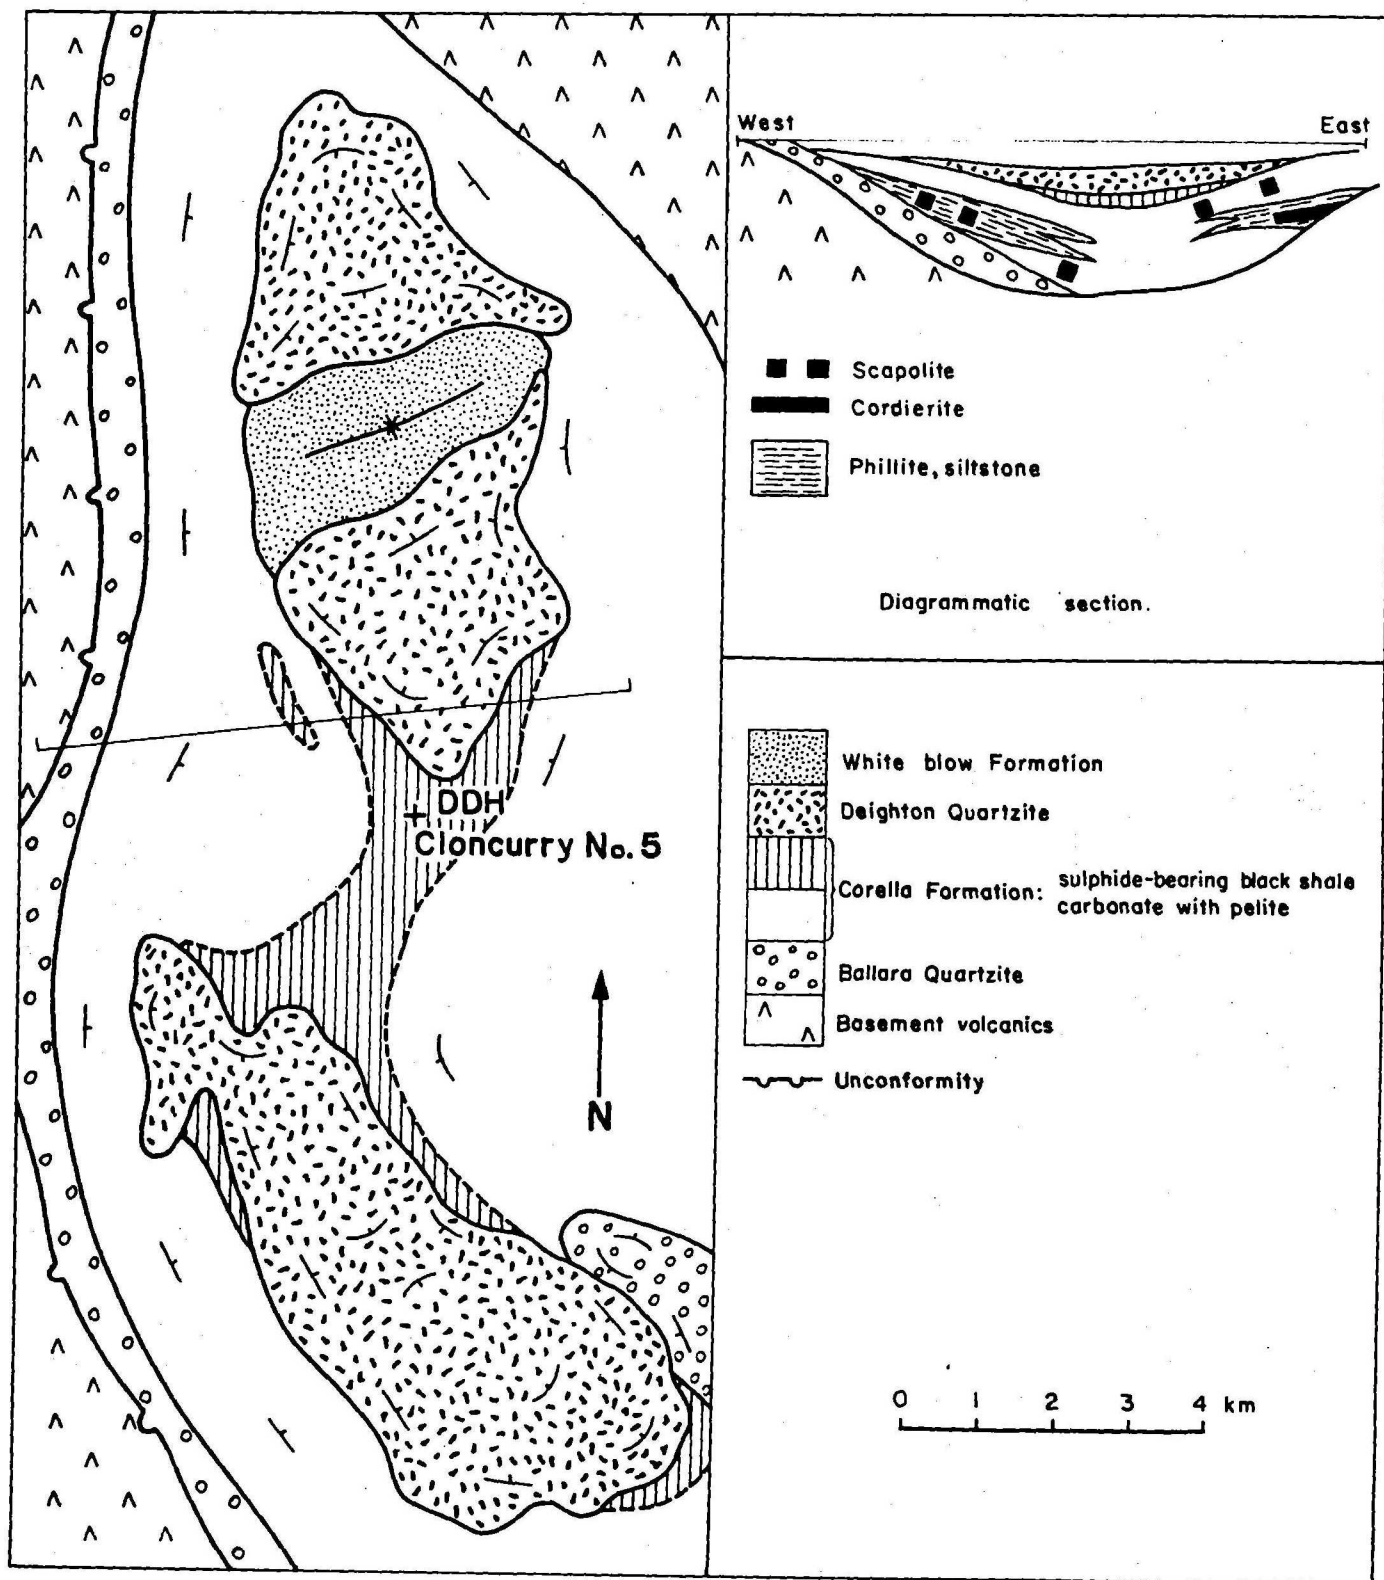 West
East
Scapolite
Cordierite
Phillite, siltstone
Diagrammatic section.
DDH
Cloncurry No. 5
N
White blow Formation
Deighton Quartzite
Corella Formation: sulphide-bearing black shale
carbonate with pelite
Ballara Quartzite
Basement volcanics
Unconformity
0 1 2 3 4 km